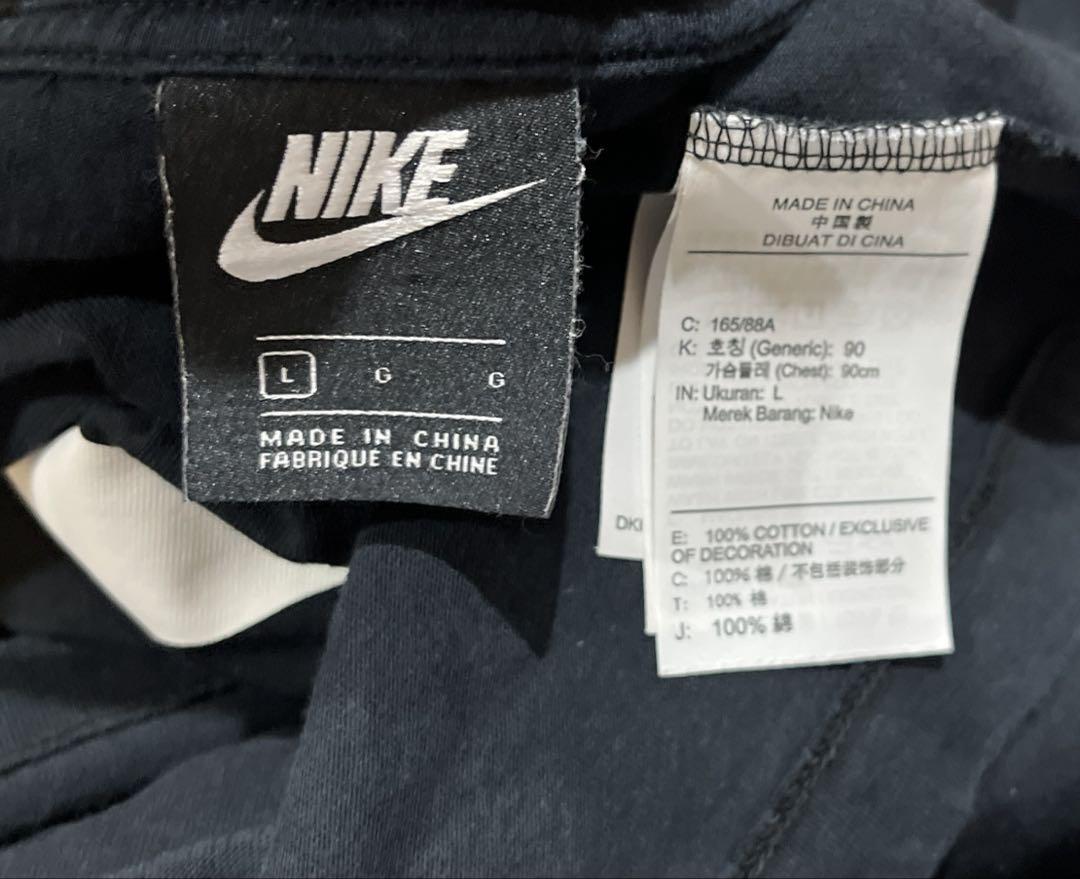 NIKE
L G G
MADE IN CHINA
FABRIQUE EN CHINE
MADE IN CHINA
中国製
DIBUAT DI CINA
C: 165/88A
K: 호칭 (Generic): 90
가슴둘레 (Chest): 90cm
IN: Ukuran: L
Merek Barang: Nike
DKI
E: 100% COTTON / EXCLUSIVE
OF DECORATION
C: 100% 棉 / 不包括装饰部分
T: 100% 棉
J: 100% 綿